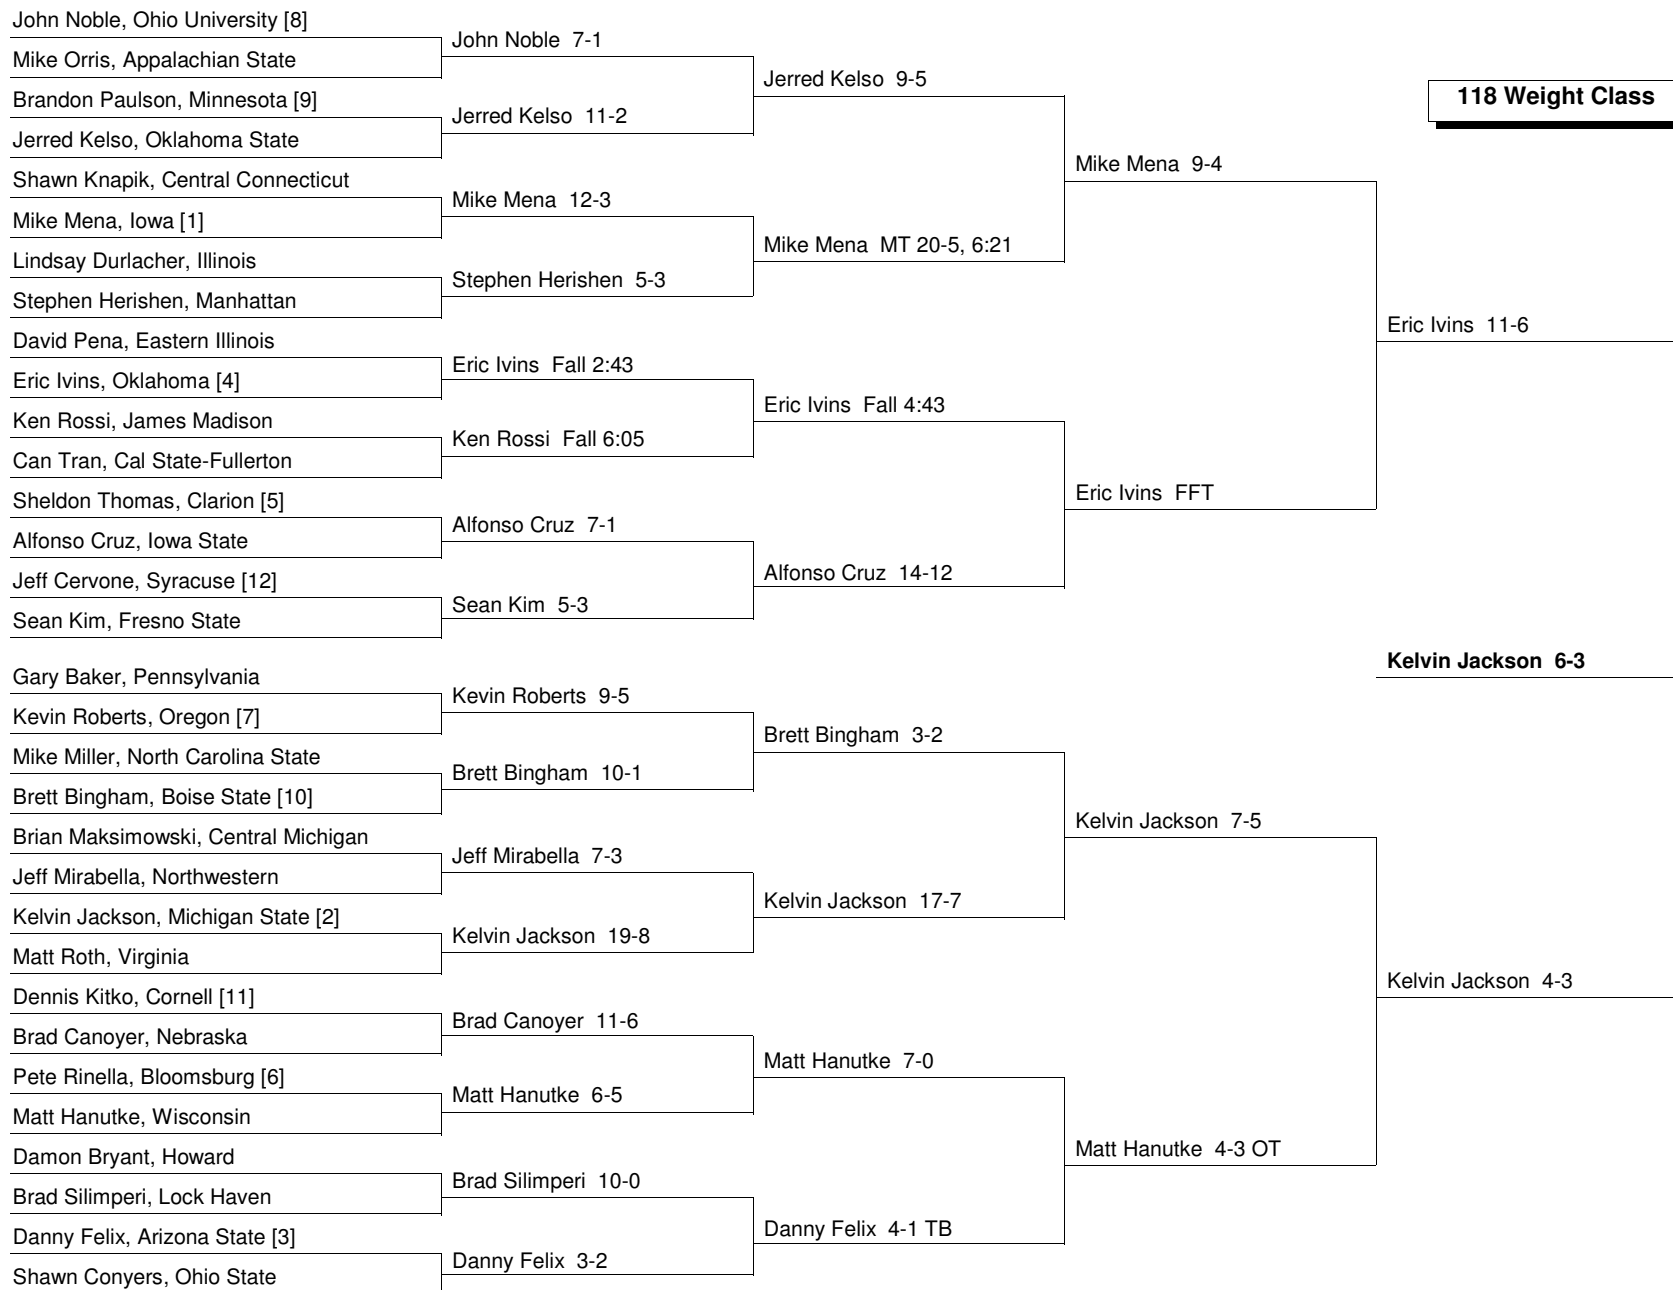 John Noble, Ohio University [8]
Mike Orris, Appalachian State
Brandon Paulson, Minnesota [9]
Jerred Kelso, Oklahoma State
Shawn Knapik, Central Connecticut
Mike Mena, Iowa [1]
Lindsay Durlacher, Illinois
Stephen Herishen, Manhattan
David Pena, Eastern Illinois
Eric Ivins, Oklahoma [4]
Ken Rossi, James Madison
Can Tran, Cal State-Fullerton
Sheldon Thomas, Clarion [5]
Alfonso Cruz, Iowa State
Jeff Cervone, Syracuse [12]
Sean Kim, Fresno State
Gary Baker, Pennsylvania
Kevin Roberts, Oregon [7]
Mike Miller, North Carolina State
Brett Bingham, Boise State [10]
Brian Maksimowski, Central Michigan
Jeff Mirabella, Northwestern
Kelvin Jackson, Michigan State [2]
Matt Roth, Virginia
Dennis Kitko, Cornell [11]
Brad Canoyer, Nebraska
Pete Rinella, Bloomsburg [6]
Matt Hanutke, Wisconsin
Damon Bryant, Howard
Brad Silimperi, Lock Haven
Danny Felix, Arizona State [3]
Shawn Conyers, Ohio State
John Noble 7-1
Jerred Kelso 11-2
Mike Mena 12-3
Stephen Herishen 5-3
Eric Ivins Fall 2:43
Ken Rossi Fall 6:05
Alfonso Cruz 7-1
Sean Kim 5-3
Kevin Roberts 9-5
Brett Bingham 10-1
Jeff Mirabella 7-3
Kelvin Jackson 19-8
Brad Canoyer 11-6
Matt Hanutke 6-5
Brad Silimperi 10-0
Danny Felix 3-2
Jerred Kelso 9-5
Mike Mena MT 20-5, 6:21
Eric Ivins Fall 4:43
Alfonso Cruz 14-12
Brett Bingham 3-2
Kelvin Jackson 17-7
Matt Hanutke 7-0
Danny Felix 4-1 TB
Mike Mena 9-4
Eric Ivins FFT
Kelvin Jackson 7-5
Matt Hanutke 4-3 OT
118 Weight Class
Eric Ivins 11-6
Kelvin Jackson 6-3
Kelvin Jackson 4-3